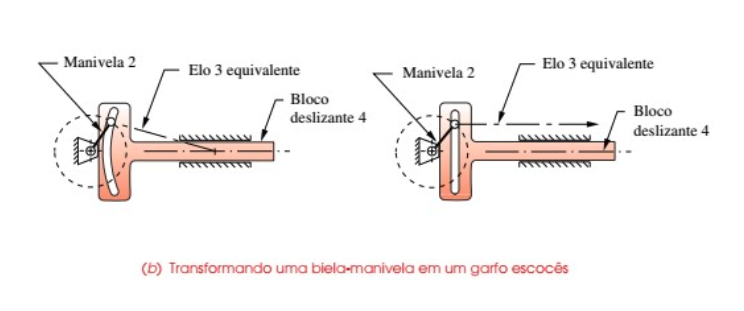 Manivela 2
Elo 3 equivalente
Bloco
deslizante 4
Manivela 2
Elo 3 equivalente
Bloco
deslizante 4
(b) Transformando uma biela-manivela em um garfo escocês